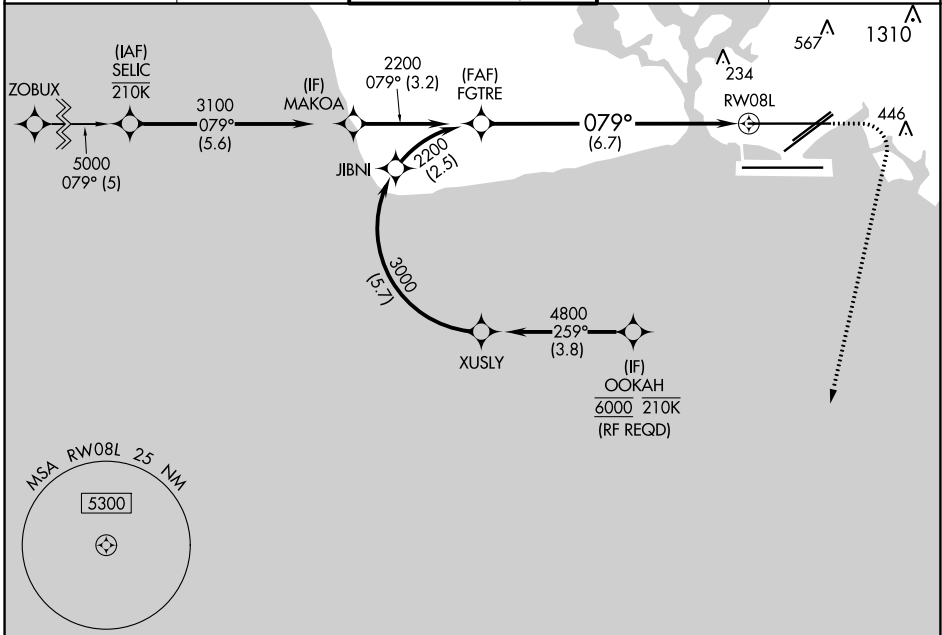 ZOBUX
(IAF)
SELIC
210K
5000
079° (5)
3100
079°
(5.6)
(IF)
MAKOA
2200
079° (3.2)
(FAF)
FGTRE
JIBNI
2200
(2.5)
079°
(6.7)
RW08L
234
567
1310
446
3000
(5.7)
XUSLY
4800
259°
(3.8)
(IF)
OOKAH
6000 210K
(RF REQD)
MSA RW08L 25 NM
5300